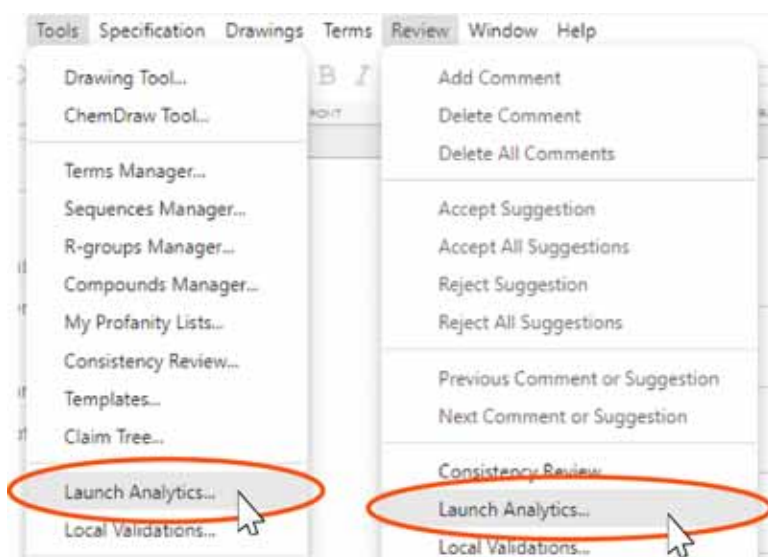 Tools Specification Drawings Terms Review Window Help
Drawing Tool...
ChemDraw Tool...
Terms Manager...
Sequences Manager...
R-groups Manager...
Compounds Manager...
My Profanity Lists...
Consistency Review...
Templates...
Claim Tree...
Launch Analytics...
Local Validations...
B I
Add Comment
Delete Comment
Delete All Comments
Accept Suggestion
Accept All Suggestions
Reject Suggestion
Reject All Suggestions
Previous Comment or Suggestion
Next Comment or Suggestion
Consistency Review...
Launch Analytics...
Local Validations...